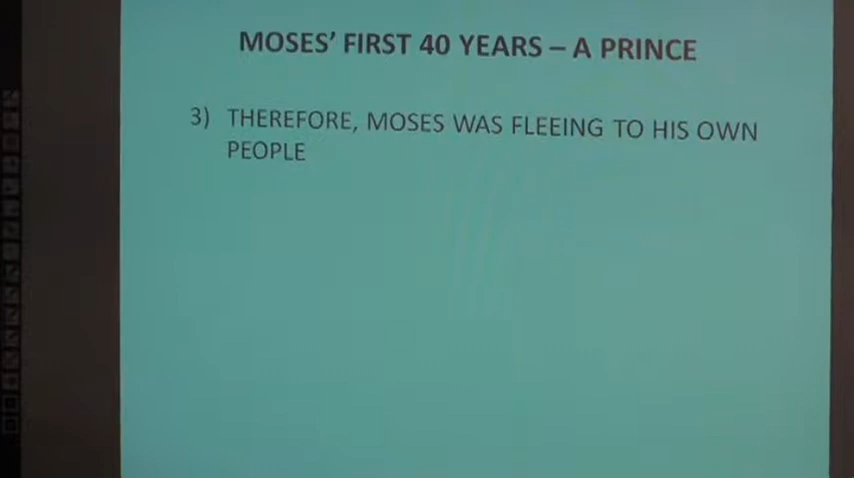 MOSES' FIRST 40 YEARS – A PRINCE
3) THEREFORE, MOSES WAS FLEEING TO HIS OWN
PEOPLE